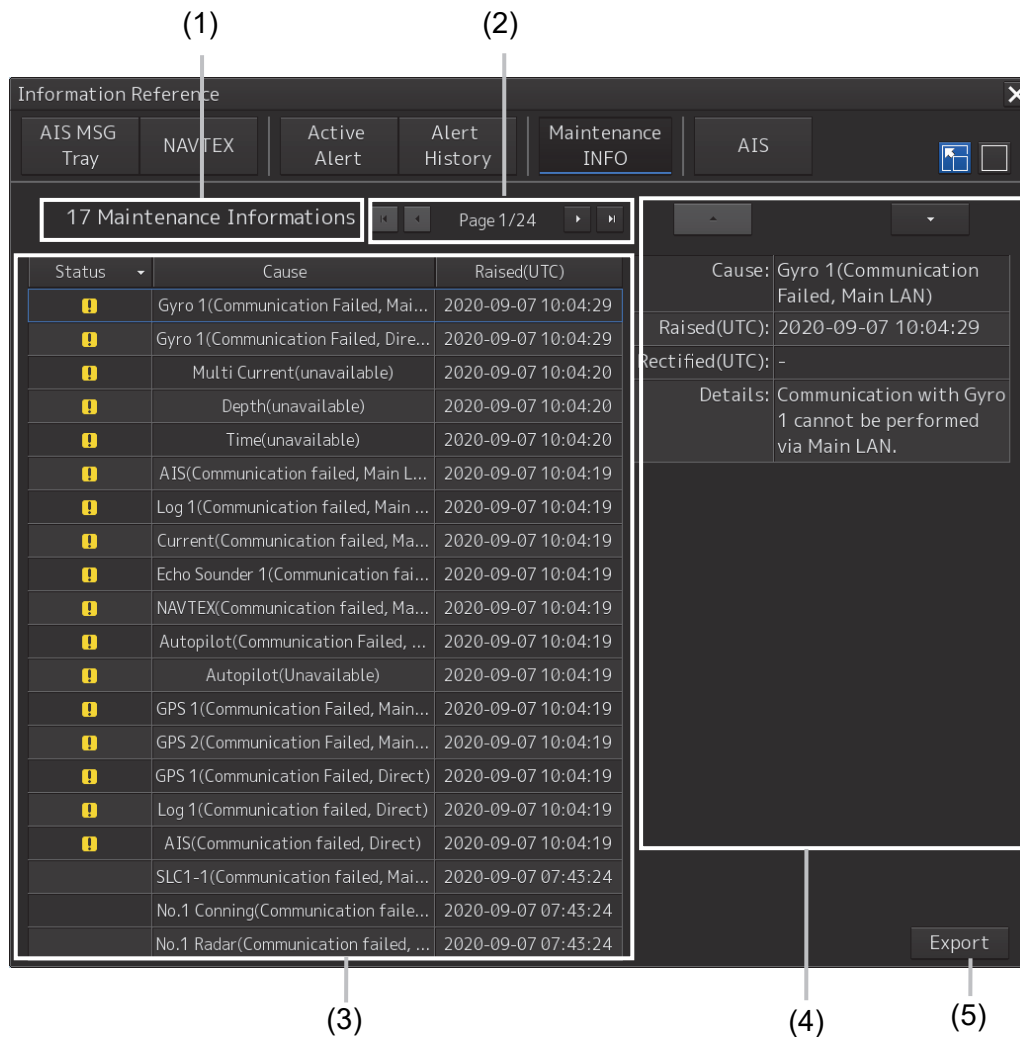 (1) (2)
Information Reference
AIS MSG Tray NAVTEX Active Alert Alert History Maintenance INFO AIS
17 Maintenance Informations Page 1/24
Status Cause Raised(UTC)
Gyro 1(Communication Failed, Mai... 2020-09-07 10:04:29
Gyro 1(Communication Failed, Dire... 2020-09-07 10:04:29
Multi Current(unavailable) 2020-09-07 10:04:20
Depth(unavailable) 2020-09-07 10:04:20
Time(unavailable) 2020-09-07 10:04:20
AIS(Communication failed, Main L... 2020-09-07 10:04:19
Log 1(Communication failed, Main ... 2020-09-07 10:04:19
Current(Communication failed, Ma... 2020-09-07 10:04:19
Echo Sounder 1(Communication fai... 2020-09-07 10:04:19
NAVTEX(Communication failed, Ma... 2020-09-07 10:04:19
Autopilot(Communication Failed, ... 2020-09-07 10:04:19
Autopilot(Unavailable) 2020-09-07 10:04:19
GPS 1(Communication Failed, Main... 2020-09-07 10:04:19
GPS 2(Communication Failed, Main... 2020-09-07 10:04:19
GPS 1(Communication Failed, Direct) 2020-09-07 10:04:19
Log 1(Communication failed, Direct) 2020-09-07 10:04:19
AIS(Communication failed, Direct) 2020-09-07 10:04:19
SLC1-1(Communication failed, Mai... 2020-09-07 07:43:24
No.1 Conning(Communication faile... 2020-09-07 07:43:24
No.1 Radar(Communication failed, ... 2020-09-07 07:43:24
Cause: Gyro 1(Communication
Failed, Main LAN)
Raised(UTC): 2020-09-07 10:04:29
Rectified(UTC): -
Details: Communication with Gyro
1 cannot be performed
via Main LAN.
Export
(3) (4) (5)